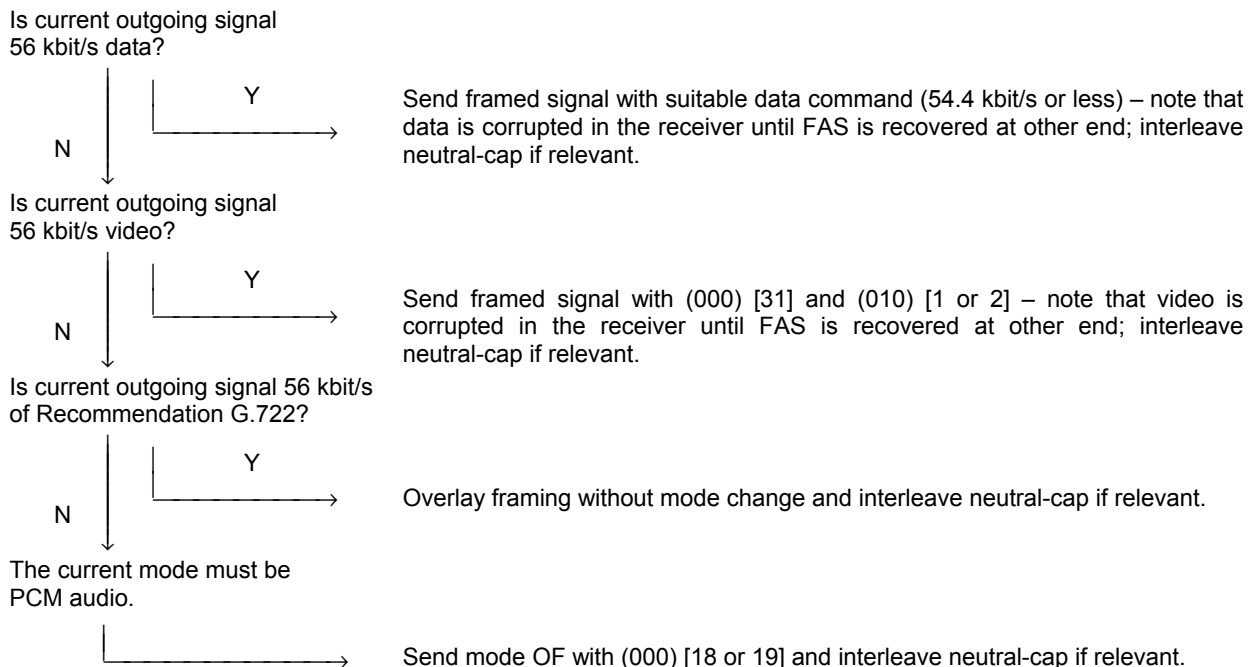 Is current outgoing signal
56 kbit/s data?
Y
Send framed signal with suitable data command (54.4 kbit/s or less) – note that
data is corrupted in the receiver until FAS is recovered at other end; interleave
neutral-cap if relevant.
N
Is current outgoing signal
56 kbit/s video?
Y
Send framed signal with (000) [31] and (010) [1 or 2] – note that video is
corrupted in the receiver until FAS is recovered at other end; interleave
neutral-cap if relevant.
N
Is current outgoing signal 56 kbit/s
of Recommendation G.722?
Y
Overlay framing without mode change and interleave neutral-cap if relevant.
N
The current mode must be
PCM audio.
Send mode OF with (000) [18 or 19] and interleave neutral-cap if relevant.